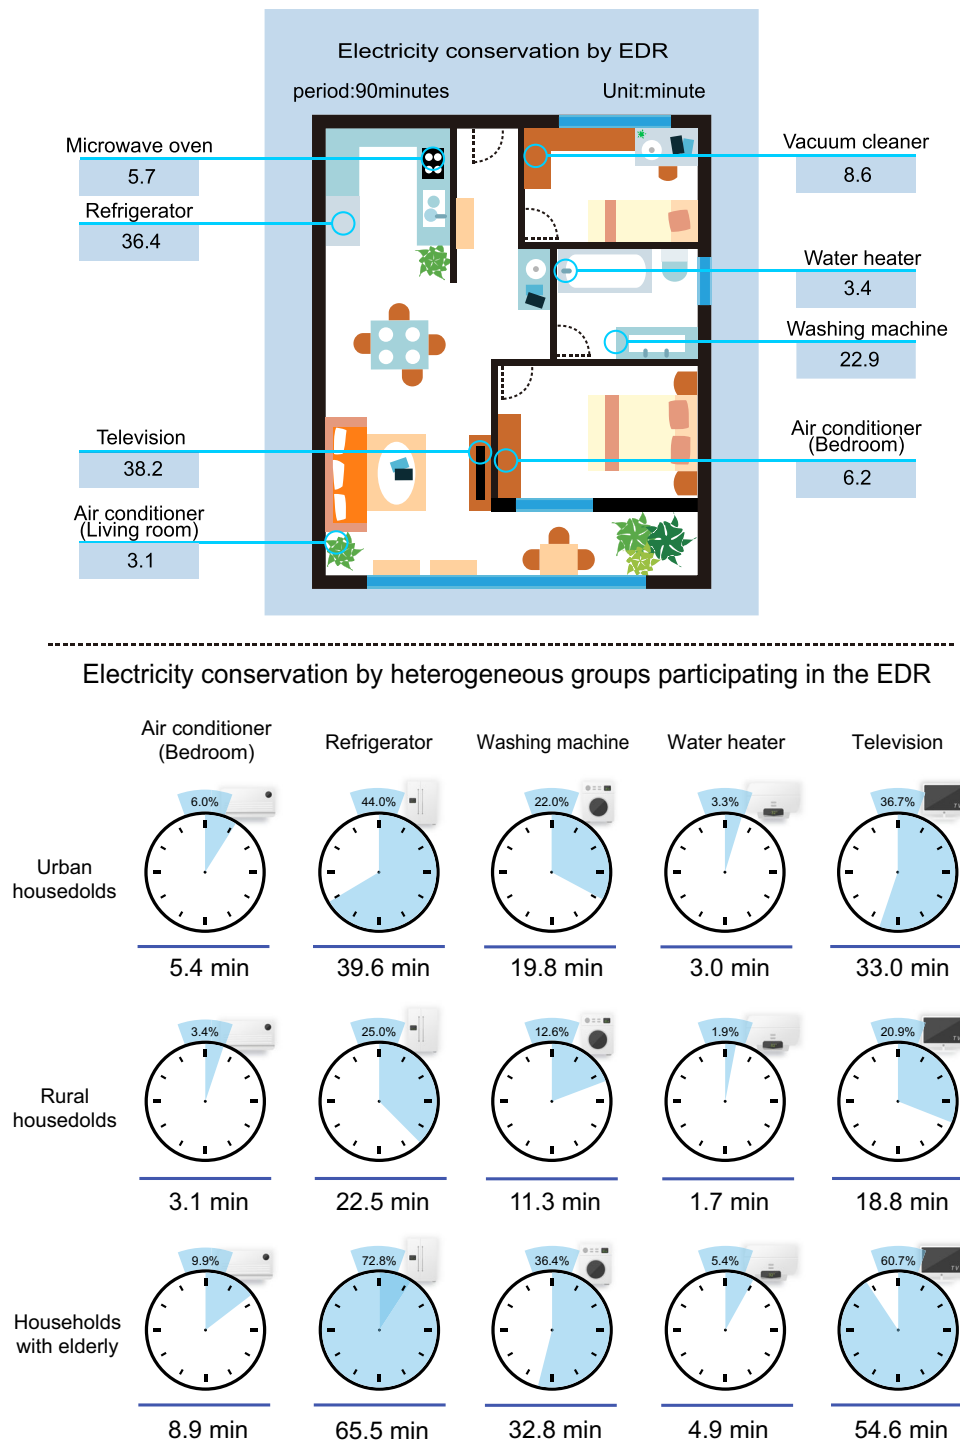 Electricity conservation by EDR
period:90minutes
Unit:minute
Microwave oven
5.7
Refrigerator
36.4
Television
38.2
Air conditioner
(Living room)
3.1
Vacuum cleaner
8.6
Water heater
3.4
Washing machine
22.9
Air conditioner
(Bedroom)
6.2
Electricity conservation by heterogeneous groups participating in the EDR
Air conditioner
(Bedroom)
Refrigerator
Washing machine
Water heater
Television
Urban
housedolds
6.0%
44.0%
22.0%
3.3%
36.7%
TV
5.4 min
39.6 min
19.8 min
3.0 min
33.0 min
Rural
housedolds
3.4%
25.0%
12.6%
1.9%
20.9%
TV
3.1 min
22.5 min
11.3 min
1.7 min
18.8 min
Households
with elderly
9.9%
72.8%
36.4%
5.4%
60.7%
TV
8.9 min
65.5 min
32.8 min
4.9 min
54.6 min